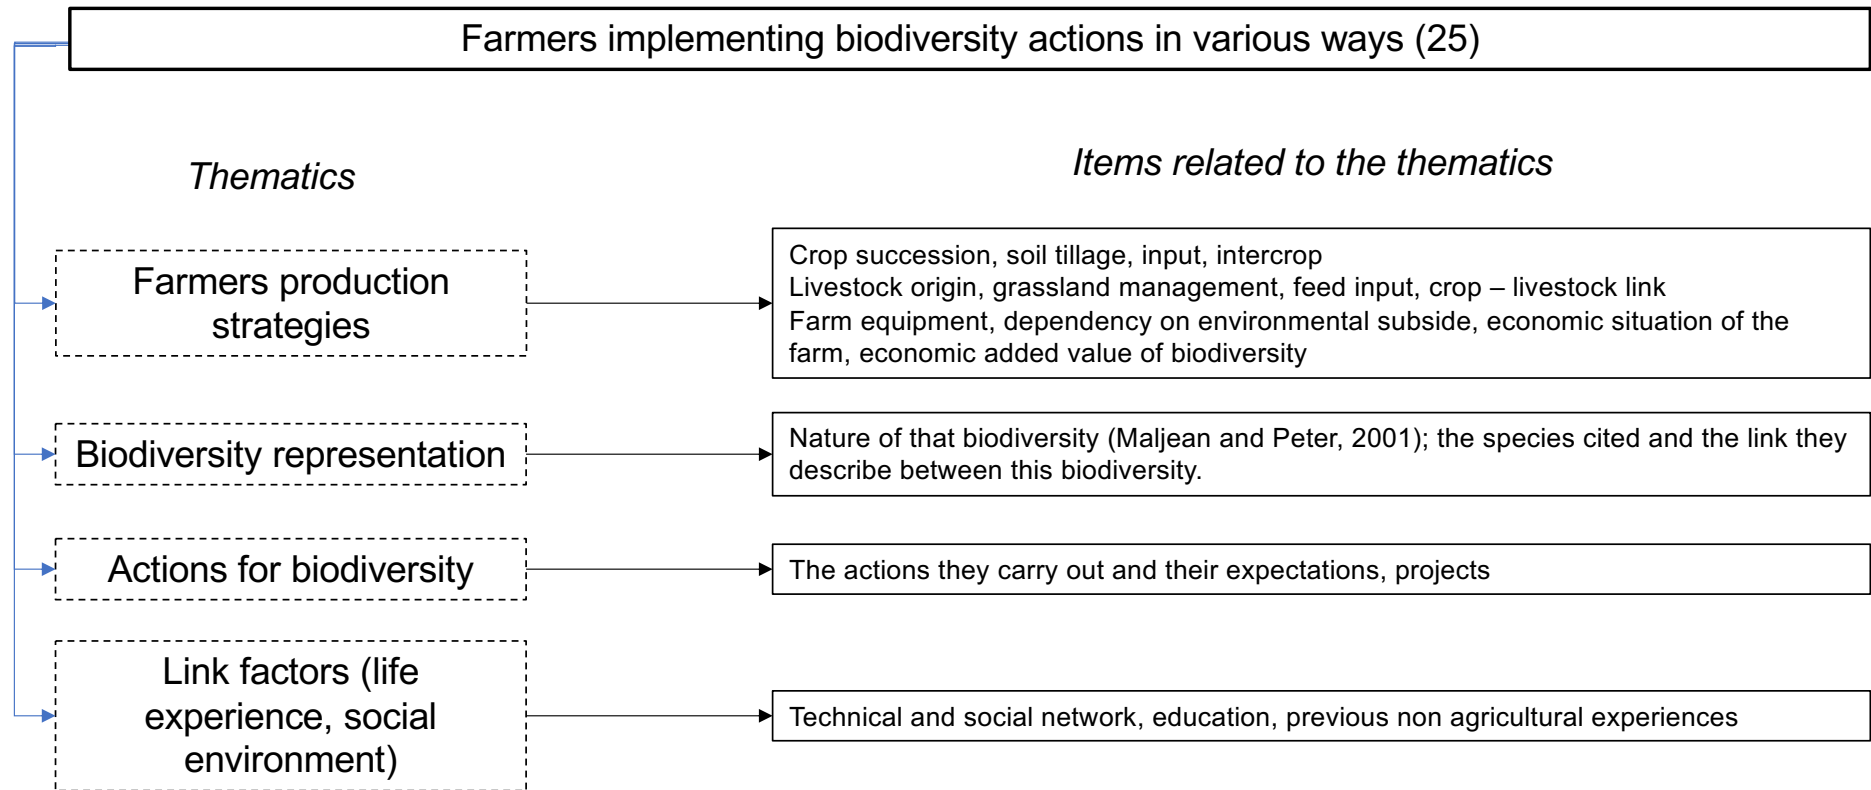 Farmers implementing biodiversity actions in various ways (25)
Thematics
Items related to the thematics
Farmers production
strategies
Crop succession, soil tillage, input, intercrop
Livestock origin, grassland management, feed input, crop – livestock link
Farm equipment, dependency on environmental subside, economic situation of the
farm, economic added value of biodiversity
Biodiversity representation
Nature of that biodiversity (Maljean and Peter, 2001); the species cited and the link they
describe between this biodiversity.
Actions for biodiversity
The actions they carry out and their expectations, projects
Link factors (life
experience, social
environment)
Technical and social network, education, previous non agricultural experiences